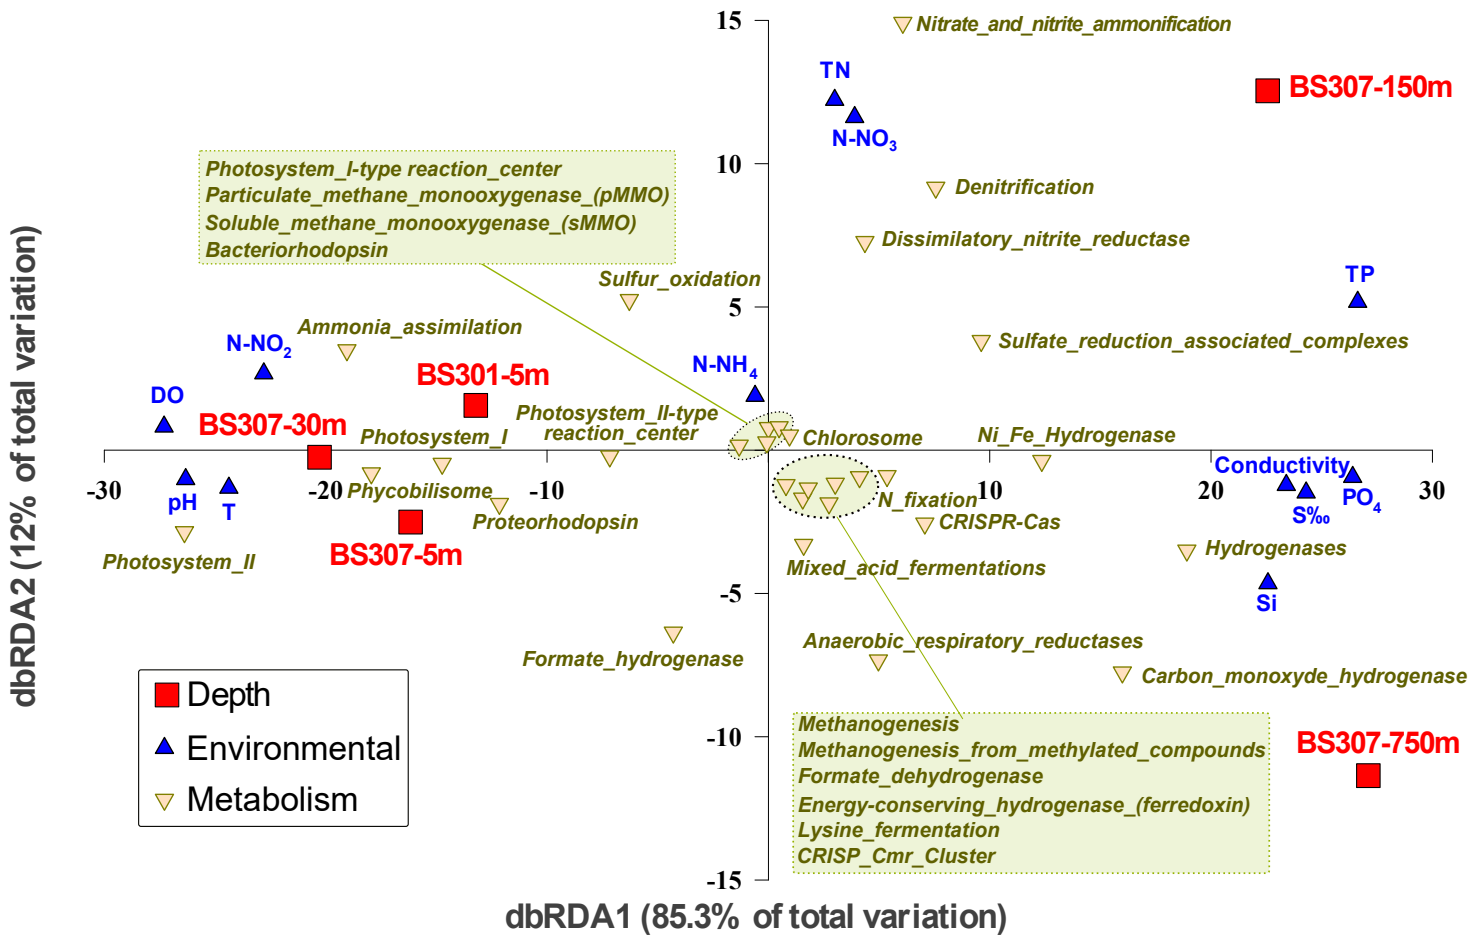 15
Nitrate_and_nitrite_ammonification
TN
BS307-150m
N-NO₃
Photosystem_I-type reaction_center
Particulate_methane_monooxygenase_(pMMO)
Soluble_methane_monooxygenase_(sMMO)
Bacteriorhodopsin
10
Denitrification
Dissimilatory_nitrite_reductase
Sulfur_oxidation
TP
5
Ammonia_assimilation
N-NO₂
Sulfate_reduction_associated_complexes
N-NH₄
BS301-5m
DO
BS307-30m
Photosystem_II-type
reaction_center
Photosystem_I
Chlorosome
Ni_Fe_Hydrogenase
Conductivity
-30
-20
-10
10
20
30
pH
T
Phycobilisome
N_fixation
PO₄
S‰
Proteorhodopsin
CRISPR-Cas
BS307-5m
Photosystem_II
Hydrogenases
Mixed_acid_fermentations
-5
Si
Formate_hydrogenase
Anaerobic_respiratory_reductases
Carbon_monoxyde_hydrogenase
Depth
Environmental
Metabolism
-10
BS307-750m
Methanogenesis
Methanogenesis_from_methylated_compounds
Formate_dehydrogenase
Energy-conserving_hydrogenase_(ferredoxin)
Lysine_fermentation
CRISP_Cmr_Cluster
-15
dbRDA1 (85.3% of total variation)
dbRDA2 (12% of total variation)